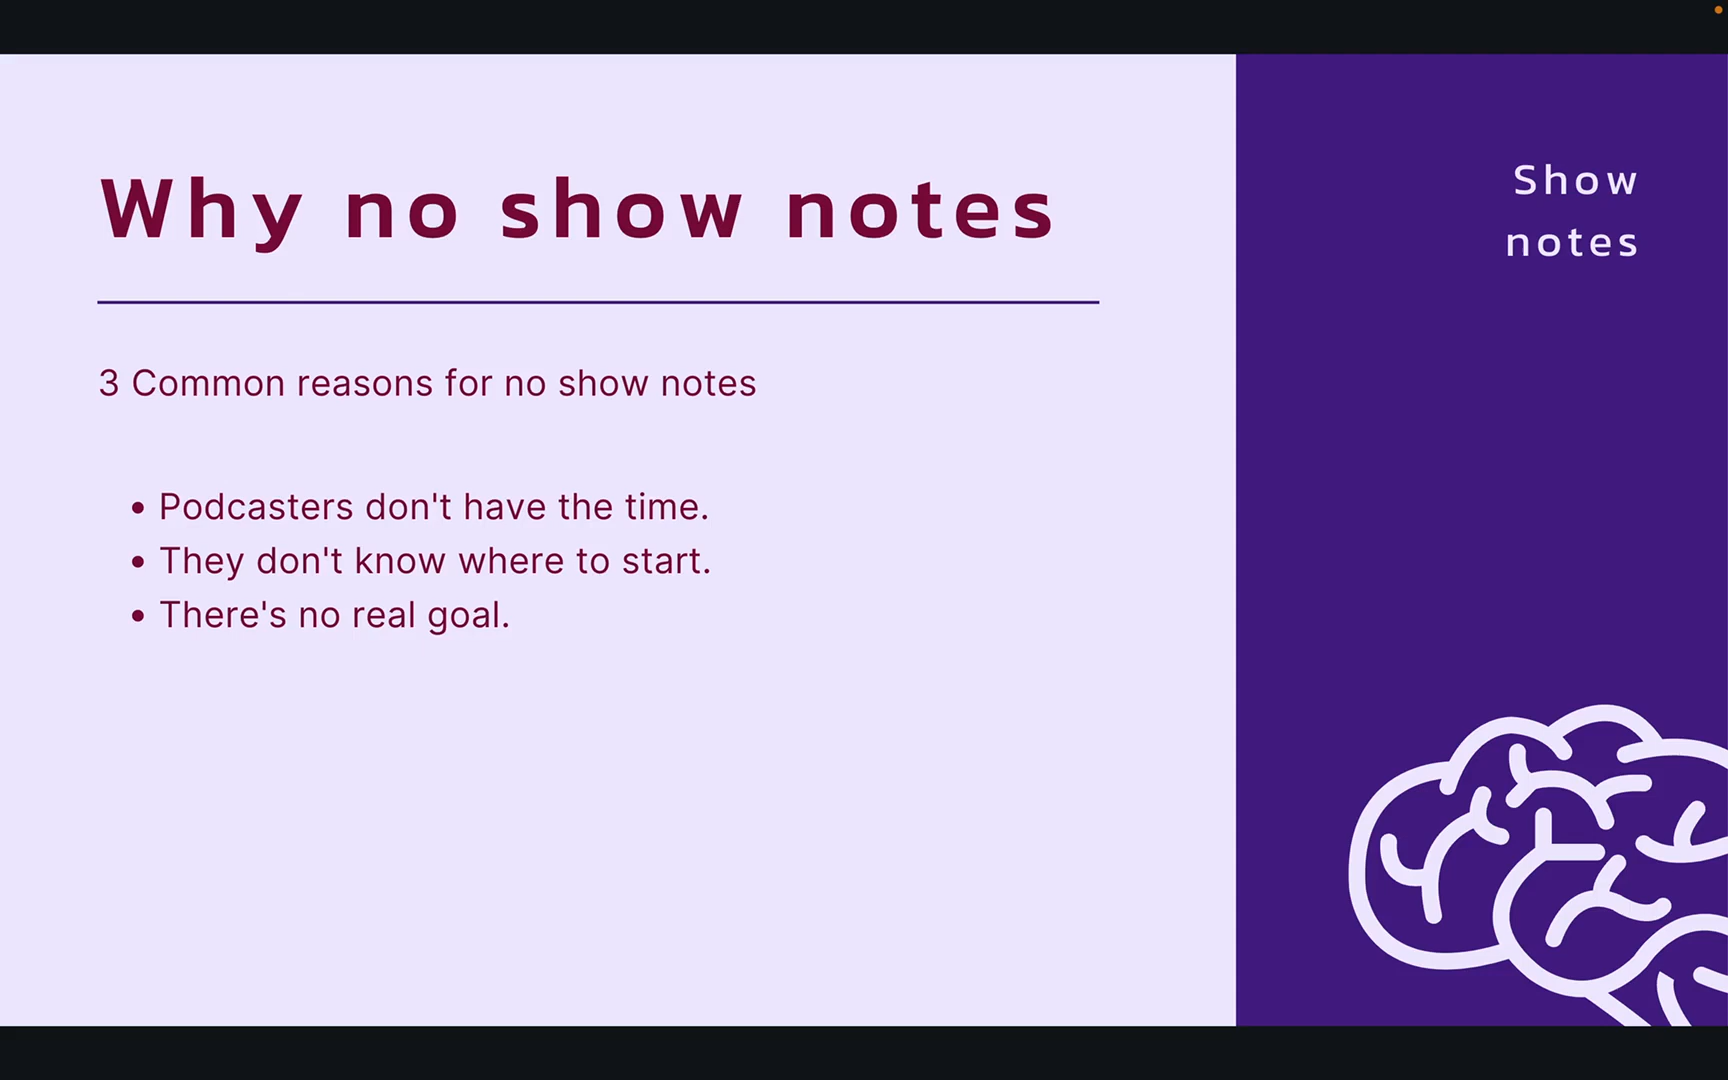 Why no show notes
3 Common reasons for no show notes
• Podcasters don't have the time.
• They don't know where to start.
• There's no real goal.
Show
notes